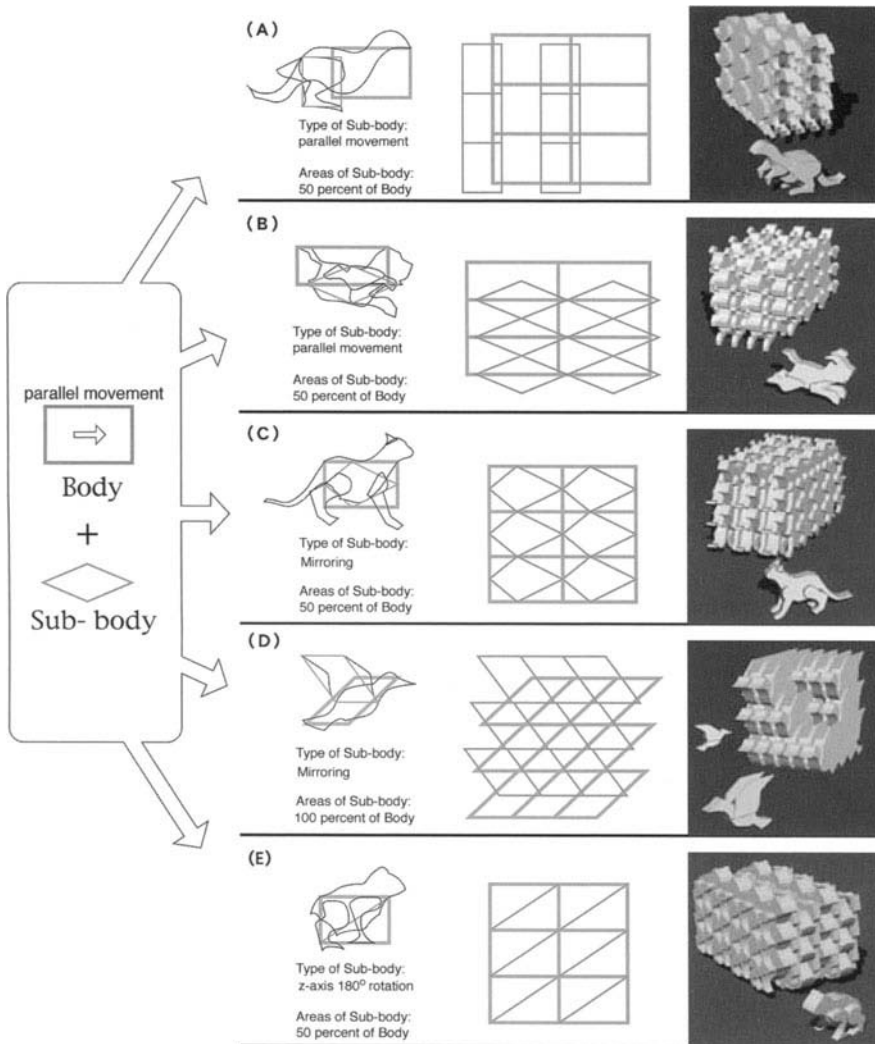 (A)
Type of Sub-body:
parallel movement
Areas of Sub-body:
50 percent of Body
(B)
Type of Sub-body:
parallel movement
Areas of Sub-body:
50 percent of Body
parallel movement
Body
+
Sub- body
(C)
Type of Sub-body:
Mirroring
Areas of Sub-body:
50 percent of Body
(D)
Type of Sub-body:
Mirroring
Areas of Sub-body:
100 percent of Body
(E)
Type of Sub-body:
z-axis 180° rotation
Areas of Sub-body:
50 percent of Body